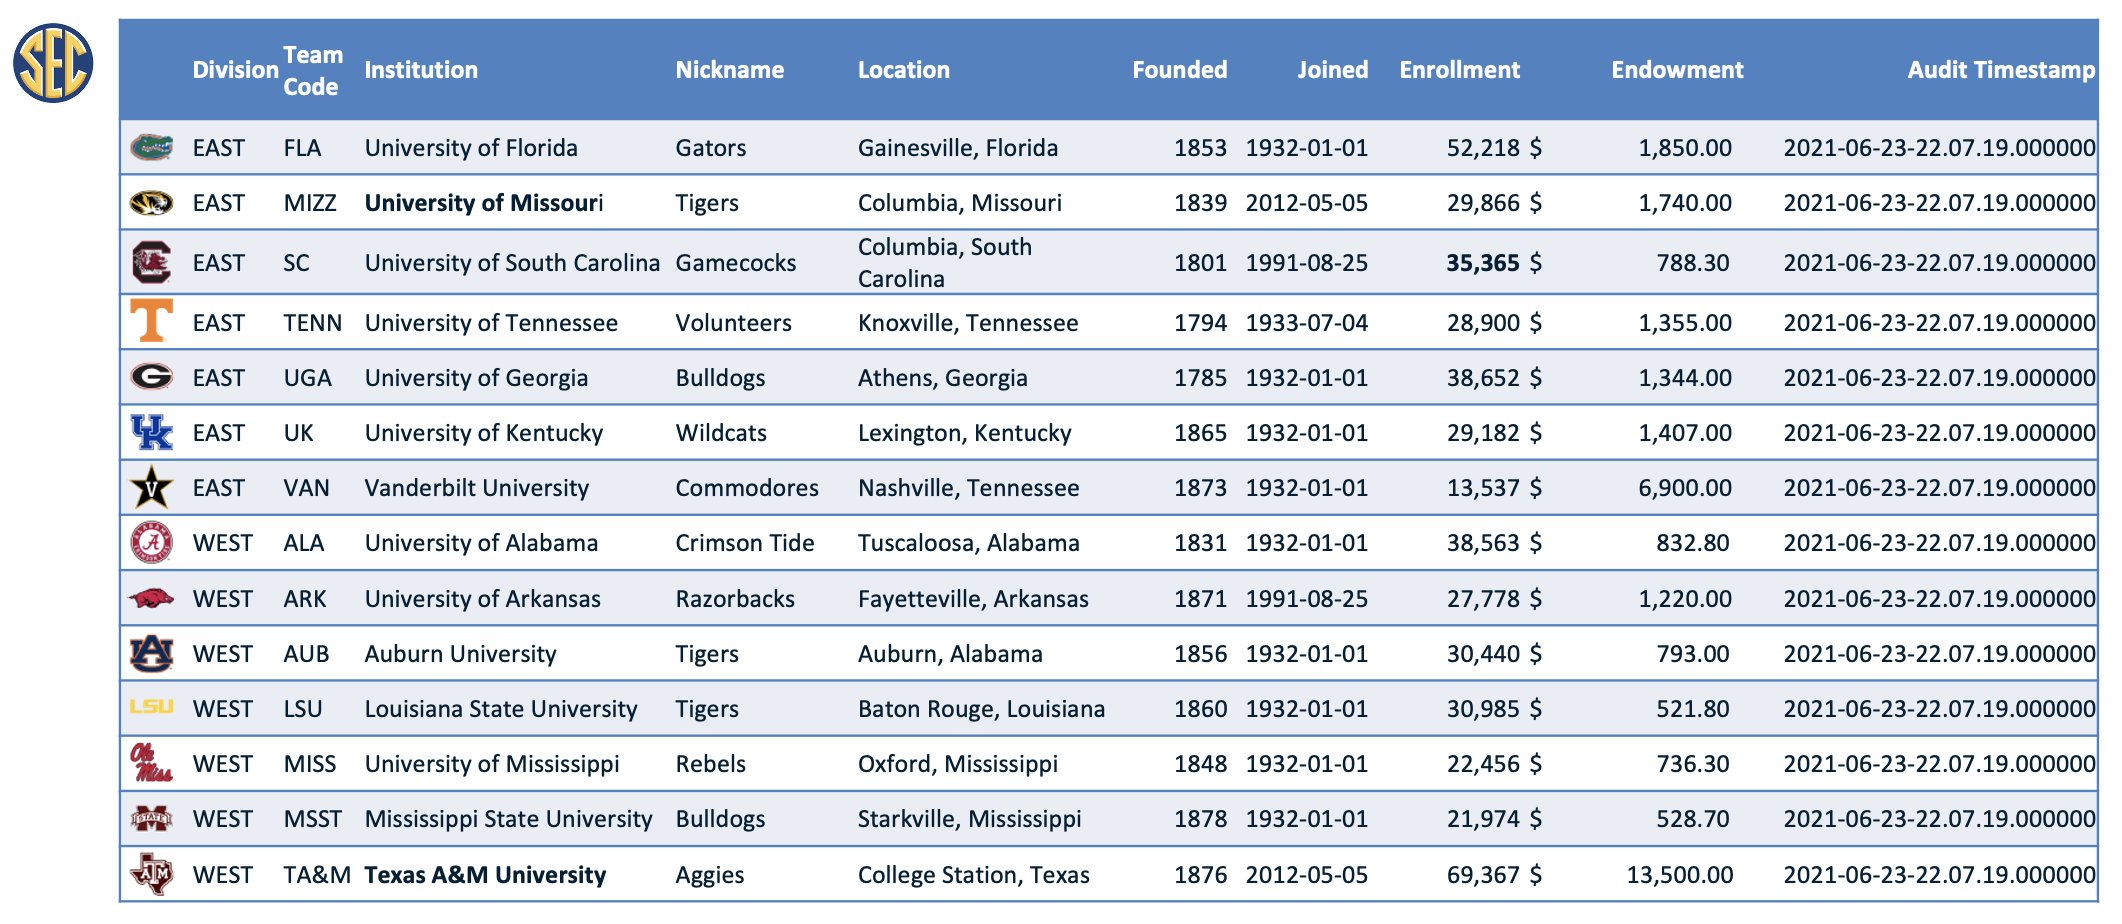 SEC
Division Team Code Institution Nickname Location Founded Joined Enrollment Endowment Audit Timestamp
EAST FLA University of Florida Gators Gainesville, Florida 1853 1932-01-01 52,218 $ 1,850.00 2021-06-23-22.07.19.000000
EAST MIZZ University of Missouri Tigers Columbia, Missouri 1839 2012-05-05 29,866 $ 1,740.00 2021-06-23-22.07.19.000000
C EAST SC University of South Carolina Gamecocks Columbia, South Carolina 1801 1991-08-25 35,365 $ 788.30 2021-06-23-22.07.19.000000
T EAST TENN University of Tennessee Volunteers Knoxville, Tennessee 1794 1933-07-04 28,900 $ 1,355.00 2021-06-23-22.07.19.000000
G EAST UGA University of Georgia Bulldogs Athens, Georgia 1785 1932-01-01 38,652 $ 1,344.00 2021-06-23-22.07.19.000000
UK EAST UK University of Kentucky Wildcats Lexington, Kentucky 1865 1932-01-01 29,182 $ 1,407.00 2021-06-23-22.07.19.000000
V EAST VAN Vanderbilt University Commodores Nashville, Tennessee 1873 1932-01-01 13,537 $ 6,900.00 2021-06-23-22.07.19.000000
A WEST ALA University of Alabama Crimson Tide Tuscaloosa, Alabama 1831 1932-01-01 38,563 $ 832.80 2021-06-23-22.07.19.000000
WEST ARK University of Arkansas Razorbacks Fayetteville, Arkansas 1871 1991-08-25 27,778 $ 1,220.00 2021-06-23-22.07.19.000000
AU WEST AUB Auburn University Tigers Auburn, Alabama 1856 1932-01-01 30,440 $ 793.00 2021-06-23-22.07.19.000000
LSU WEST LSU Louisiana State University Tigers Baton Rouge, Louisiana 1860 1932-01-01 30,985 $ 521.80 2021-06-23-22.07.19.000000
Ole Miss WEST MISS University of Mississippi Rebels Oxford, Mississippi 1848 1932-01-01 22,456 $ 736.30 2021-06-23-22.07.19.000000
M STATE WEST MSST Mississippi State University Bulldogs Starkville, Mississippi 1878 1932-01-01 21,974 $ 528.70 2021-06-23-22.07.19.000000
ATM WEST TA&M Texas A&M University Aggies College Station, Texas 1876 2012-05-05 69,367 $ 13,500.00 2021-06-23-22.07.19.000000